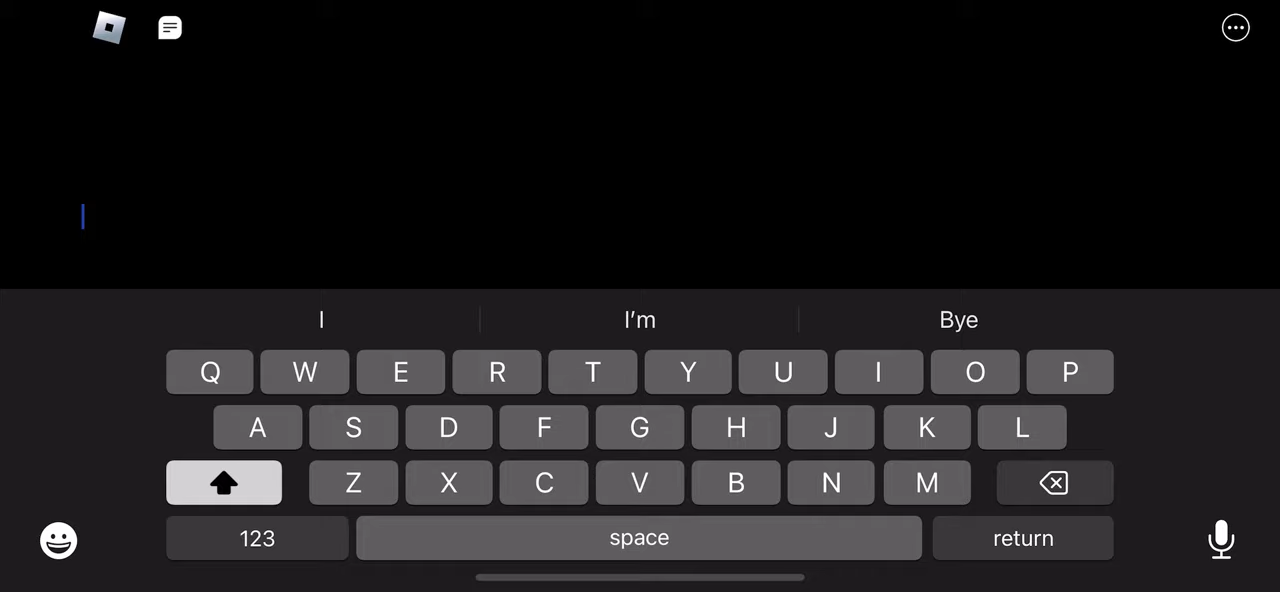 I I'm Bye
Q W E R T Y U I O P
A S D F G H J K L
Z X C V B N M
123 space return